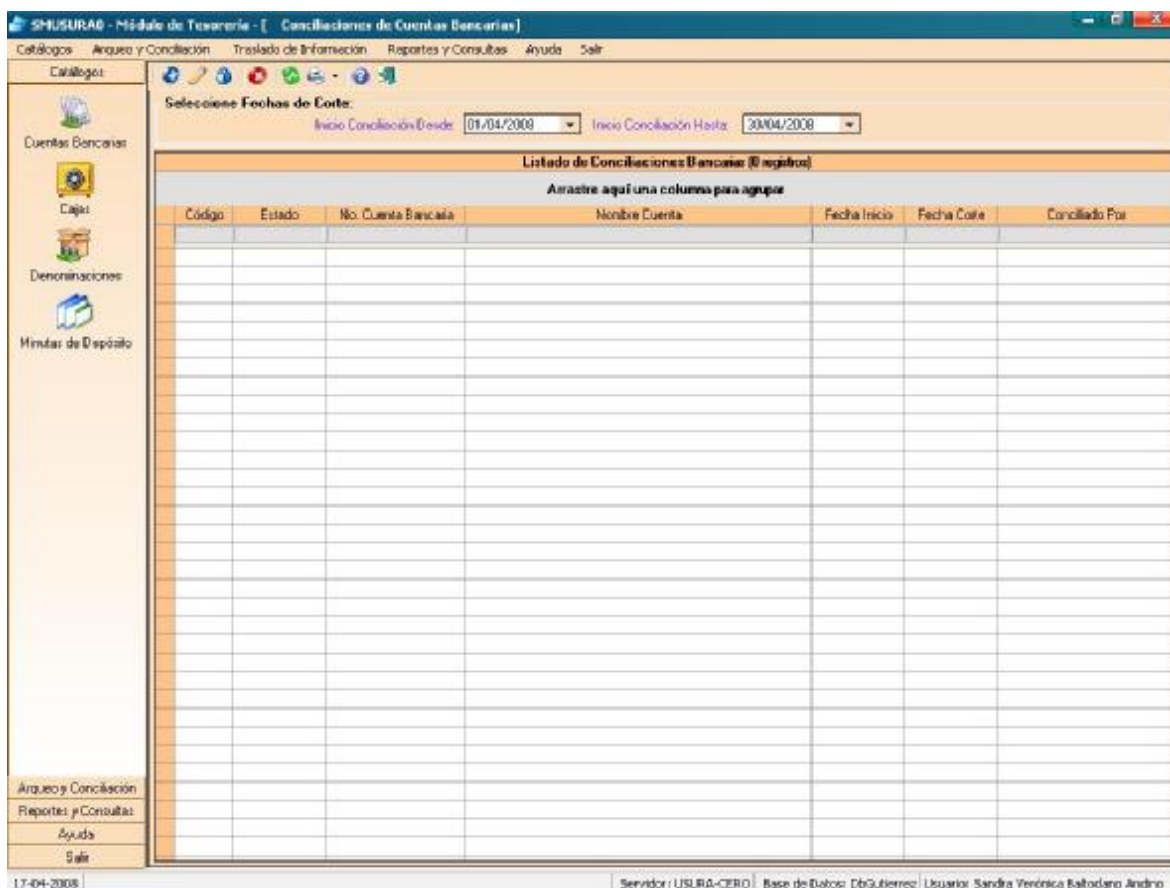 SMUSURA0 - Módulo de Tesorería - [ Conciliaciones de Cuentas Bancarias]
Catálogos Arqueo y Conciliación Traslado de Información Reportes y Consultas Ayuda Salir
Catálogos
Seleccione Fechas de Corte:
Inicio Conciliación Desde: 01/04/2008 Inicio Conciliación Hasta: 30/04/2008
Cuentas Bancarias
Listado de Conciliaciones Bancarias (0 registros)
Arrastre aquí una columna para agrupar
Cajas
Código Estado No. Cuenta Bancaria Nombre Cuenta Fecha Inicio Fecha Corte Conciliado Por
Denominaciones
Minutas de Depósito
Arqueo y Conciliación
Reportes y Consultas
Ayuda
Salir
17-04-2008 Servidor: USURA-CERO Base de Datos: DbGutierrez Usuario: Sandra Verónica Baltodano Andino